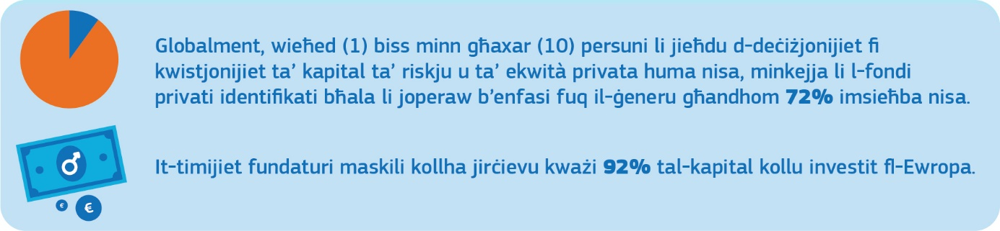 Globalment, wieħed (1) biss minn għaxar (10) persuni li jieħdu d-deċiżjonijiet fi
kwistjonijiet ta’ kapital ta’ riskju u ta’ ekwità privata huma nisa, minkejja li l-fondi
privati identifikati bħala li joperaw b’enfasi fuq il-ġeneru għandhom 72% imsieħba nisa.
It-timijiet fundaturi maskili kollha jirċievu kważi 92% tal-kapital kollu investit fl-Ewropa.
€ €